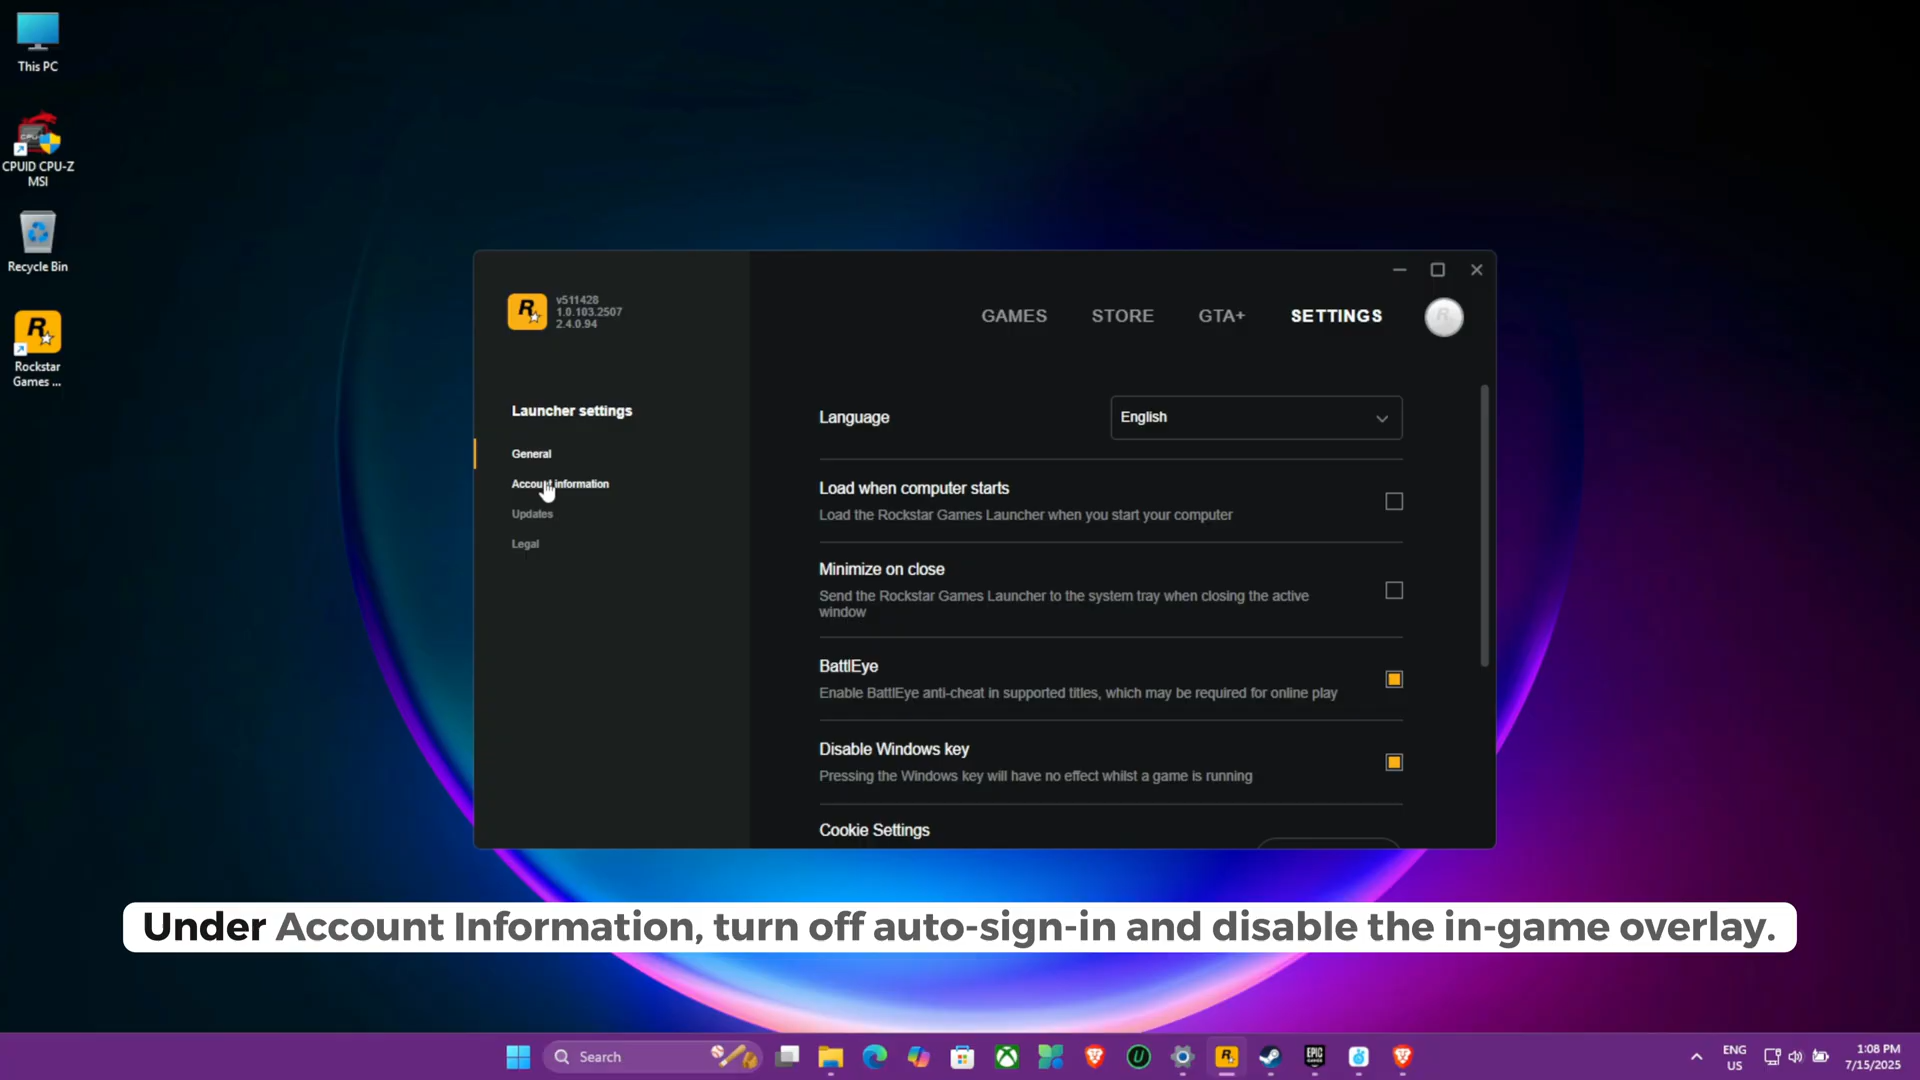 This PC
CPUID CPU-Z
MSI
Recycle Bin
Rockstar
Games ...
v511428
1.0.103.2507
2.4.0.94
GAMES
STORE
GTA+
SETTINGS
Launcher settings
General
Account information
Updates
Legal
Language
English
Load when computer starts
Load the Rockstar Games Launcher when you start your computer
Minimize on close
Send the Rockstar Games Launcher to the system tray when closing the active
window
BattlEye
Enable BattlEye anti-cheat in supported titles, which may be required for online play
Disable Windows key
Pressing the Windows key will have no effect whilst a game is running
Cookie Settings
Under Account Information, turn off auto-sign-in and disable the in-game overlay.
Search
EPIC
ENG
US
1:08 PM
7/15/2025